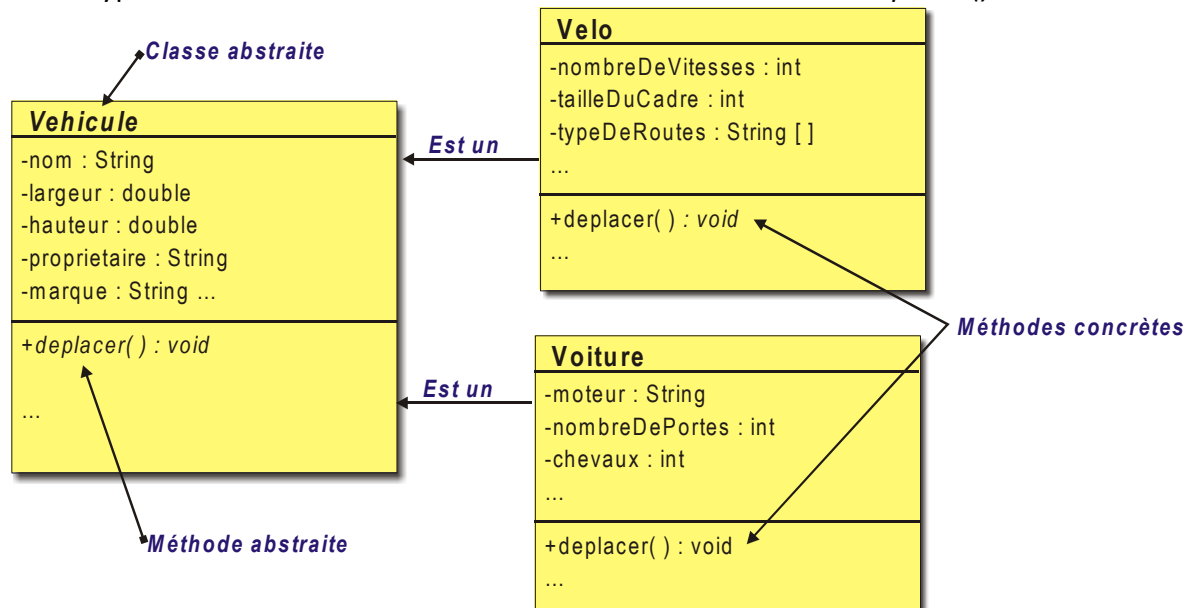 Classe abstraite
Vehicule
-nom : String
-largeur : double
-hauteur : double
-proprietaire : String
-marque : String ...
+deplacer( ) : void
...
Méthode abstraite
Est un
Est un
Velo
-nombreDeVitesses : int
-tailleDuCadre : int
-typeDeRoutes : String [ ]
...
+deplacer( ) : void
...
Voiture
-moteur : String
-nombreDePortes : int
-chevaux : int
...
+deplacer( ) : void
...
Méthodes concrètes